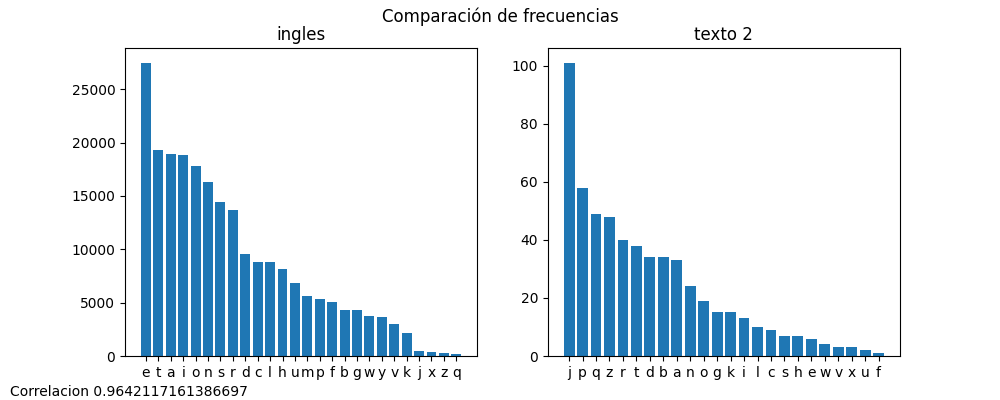 Comparación de frecuencias
ingles
texto 2
25000
20000
15000
10000
5000
0
e t a i o n s r d c l h u m p f b g w y v k j x z q
100
80
60
40
20
0
j p q z r t d b a n o g k i l c s h e w v x u f
Correlacion 0.9642117161386697